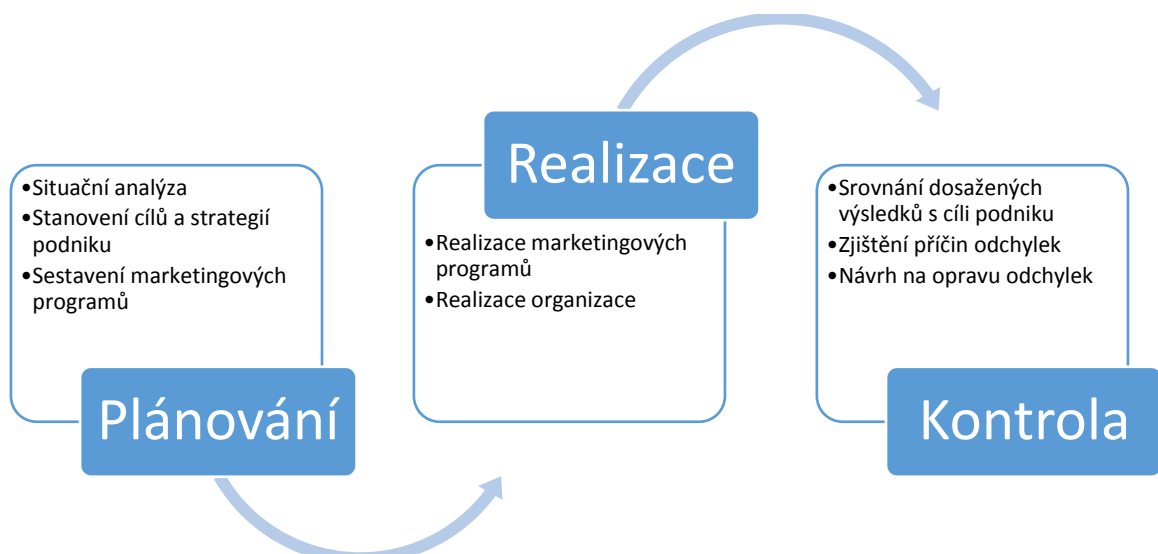 •Situační analýza
•Stanovení cílů a strategií
podniku
•Sestavení marketingových
programů
Plánování
Realizace
•Realizace marketingových
programů
•Realizace organizace
•Srovnání dosažených
výsledků s cíli podniku
•Zjištění příčin odchylek
•Návrh na opravu odchylek
Kontrola